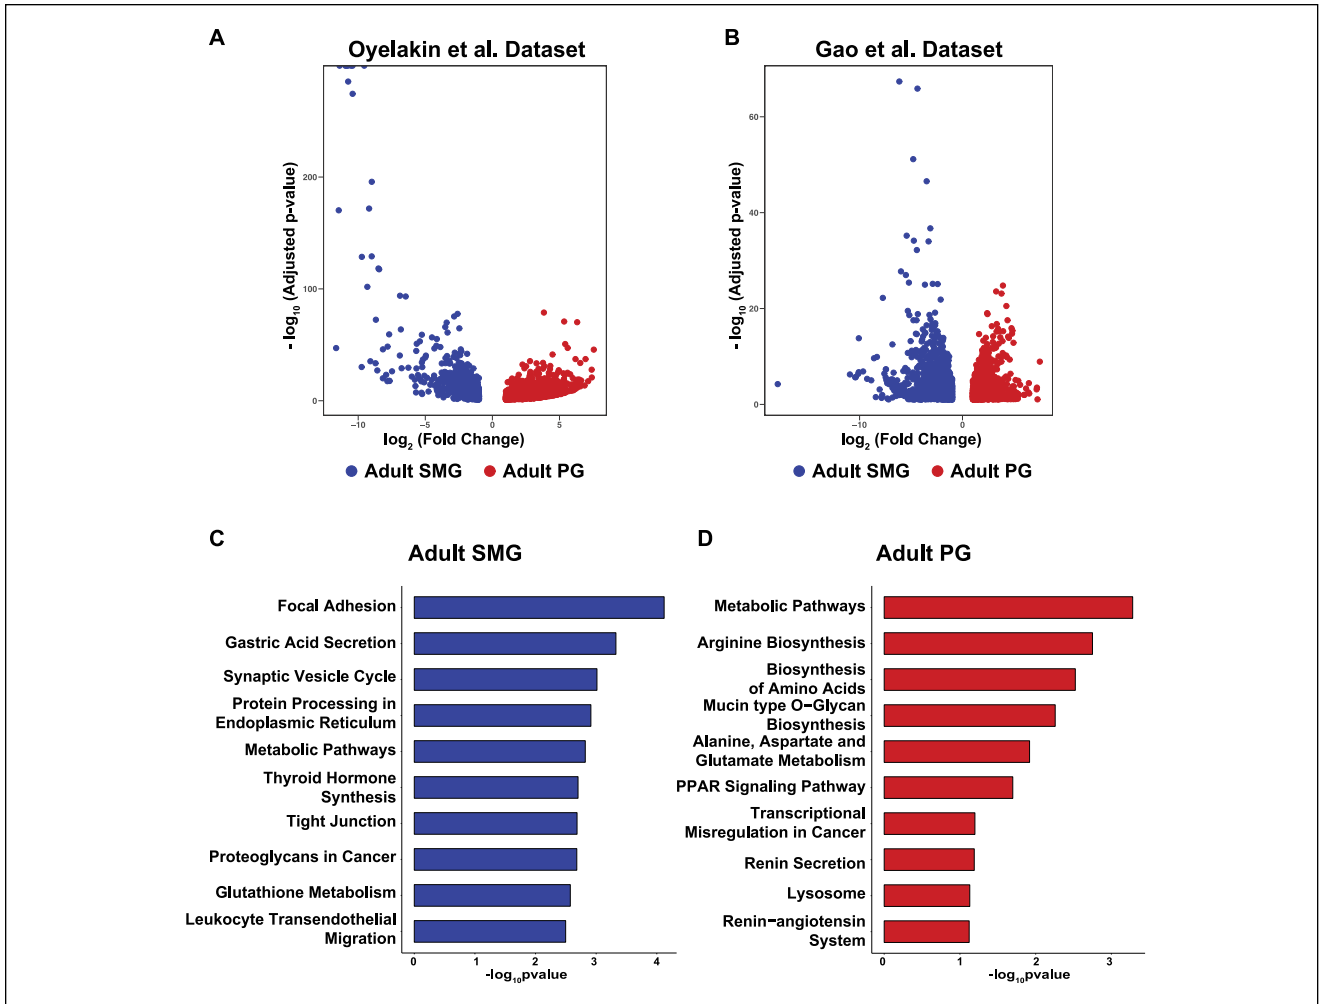 A
Oyelakin et al. Dataset
- log10 (Adjusted p-value)
200
100
0
−10
−5
0
5
log2 (Fold Change)
Adult SMG
Adult PG
B
Gao et al. Dataset
- log10 (Adjusted p-value)
60
40
20
0
−10
0
log2 (Fold Change)
Adult SMG
Adult PG
C
Adult SMG
Focal Adhesion
Gastric Acid Secretion
Synaptic Vesicle Cycle
Protein Processing in
Endoplasmic Reticulum
Metabolic Pathways
Thyroid Hormone
Synthesis
Tight Junction
Proteoglycans in Cancer
Glutathione Metabolism
Leukocyte Transendothelial
Migration
0
1
2
3
4
-log10pvalue
D
Adult PG
Metabolic Pathways
Arginine Biosynthesis
Biosynthesis
of Amino Acids
Mucin type O−Glycan
Biosynthesis
Alanine, Aspartate and
Glutamate Metabolism
PPAR Signaling Pathway
Transcriptional
Misregulation in Cancer
Renin Secretion
Lysosome
Renin−angiotensin
System
0
1
2
3
-log10pvalue